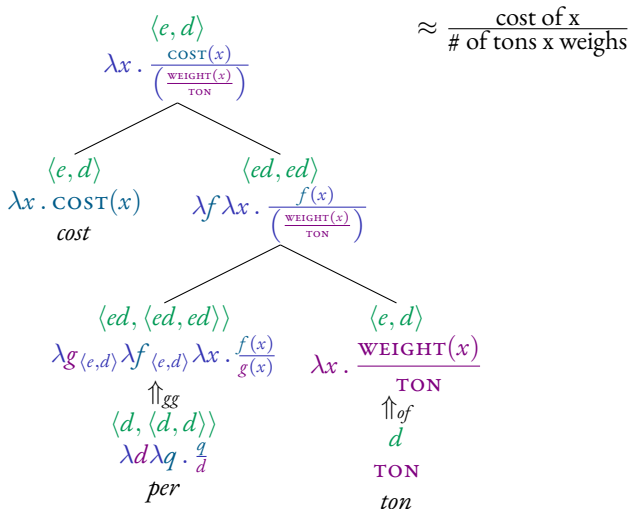 ⟨e, d⟩
λx . COST(x) / (WEIGHT(x) / TON)
≈ cost of x / # of tons x weighs
⟨e, d⟩
λx . COST(x)
cost
⟨ed, ed⟩
λf λx . f(x) / (WEIGHT(x) / TON)
⟨ed, ⟨ed, ed⟩⟩
λg⟨e,d⟩ λf⟨e,d⟩ λx . f(x) / g(x)
⇑gg
⟨d, ⟨d, d⟩⟩
λdλq . q / d
per
⟨e, d⟩
λx . WEIGHT(x) / TON
⇑of
d
TON
ton